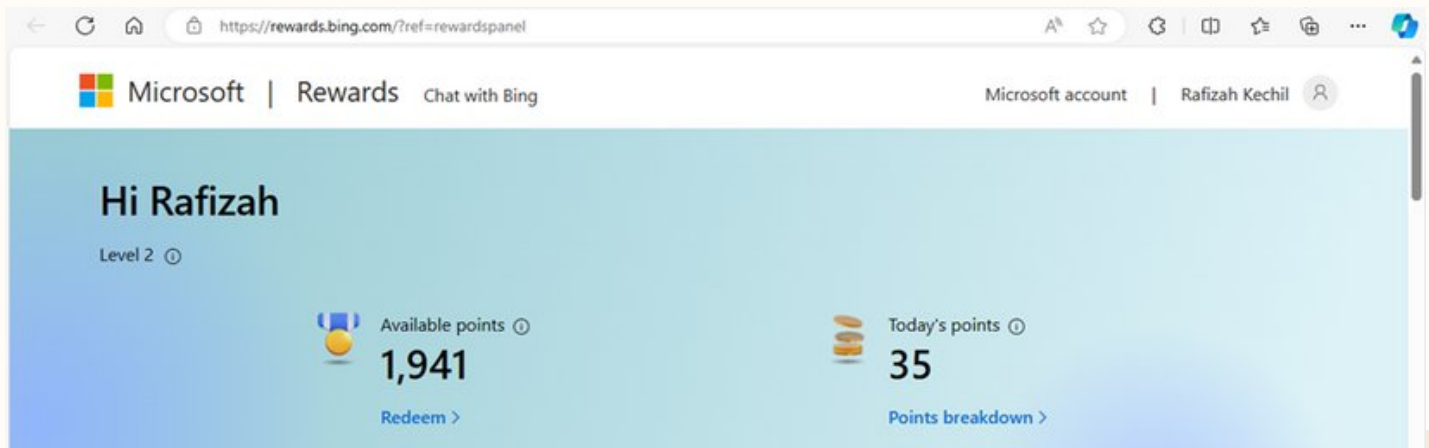 https://rewards.bing.com/?ref=rewardspanel
Microsoft | Rewards Chat with Bing Microsoft account | Rafizah Kechil
Hi Rafizah
Level 2
Available points Today's points
1,941 35
Redeem > Points breakdown >